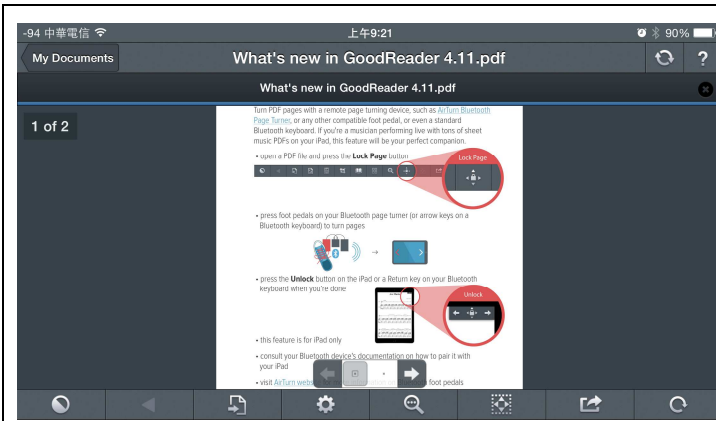 -94 中華電信 上午9:21 90%
My Documents What's new in GoodReader 4.11.pdf ?
What's new in GoodReader 4.11.pdf
1 of 2
Turn PDF pages with a remote page turning device, such as AirTurn Bluetooth
Page Turner, or any other compatible foot pedal, or even a standard
Bluetooth keyboard. If you're a musician performing live with tons of sheet
music PDFs on your iPad, this feature will be your perfect companion.
• open a PDF file and press the Lock Page button
Lock Page
• press foot pedals on your Bluetooth page turner (or arrow keys on a
Bluetooth keyboard) to turn pages
• press the Unlock button on the iPad or a Return key on your Bluetooth
keyboard when you're done
Unlock
• this feature is for iPad only
• consult your Bluetooth device's documentation on how to pair it with
your iPad
• visit AirTurn website foot pedals